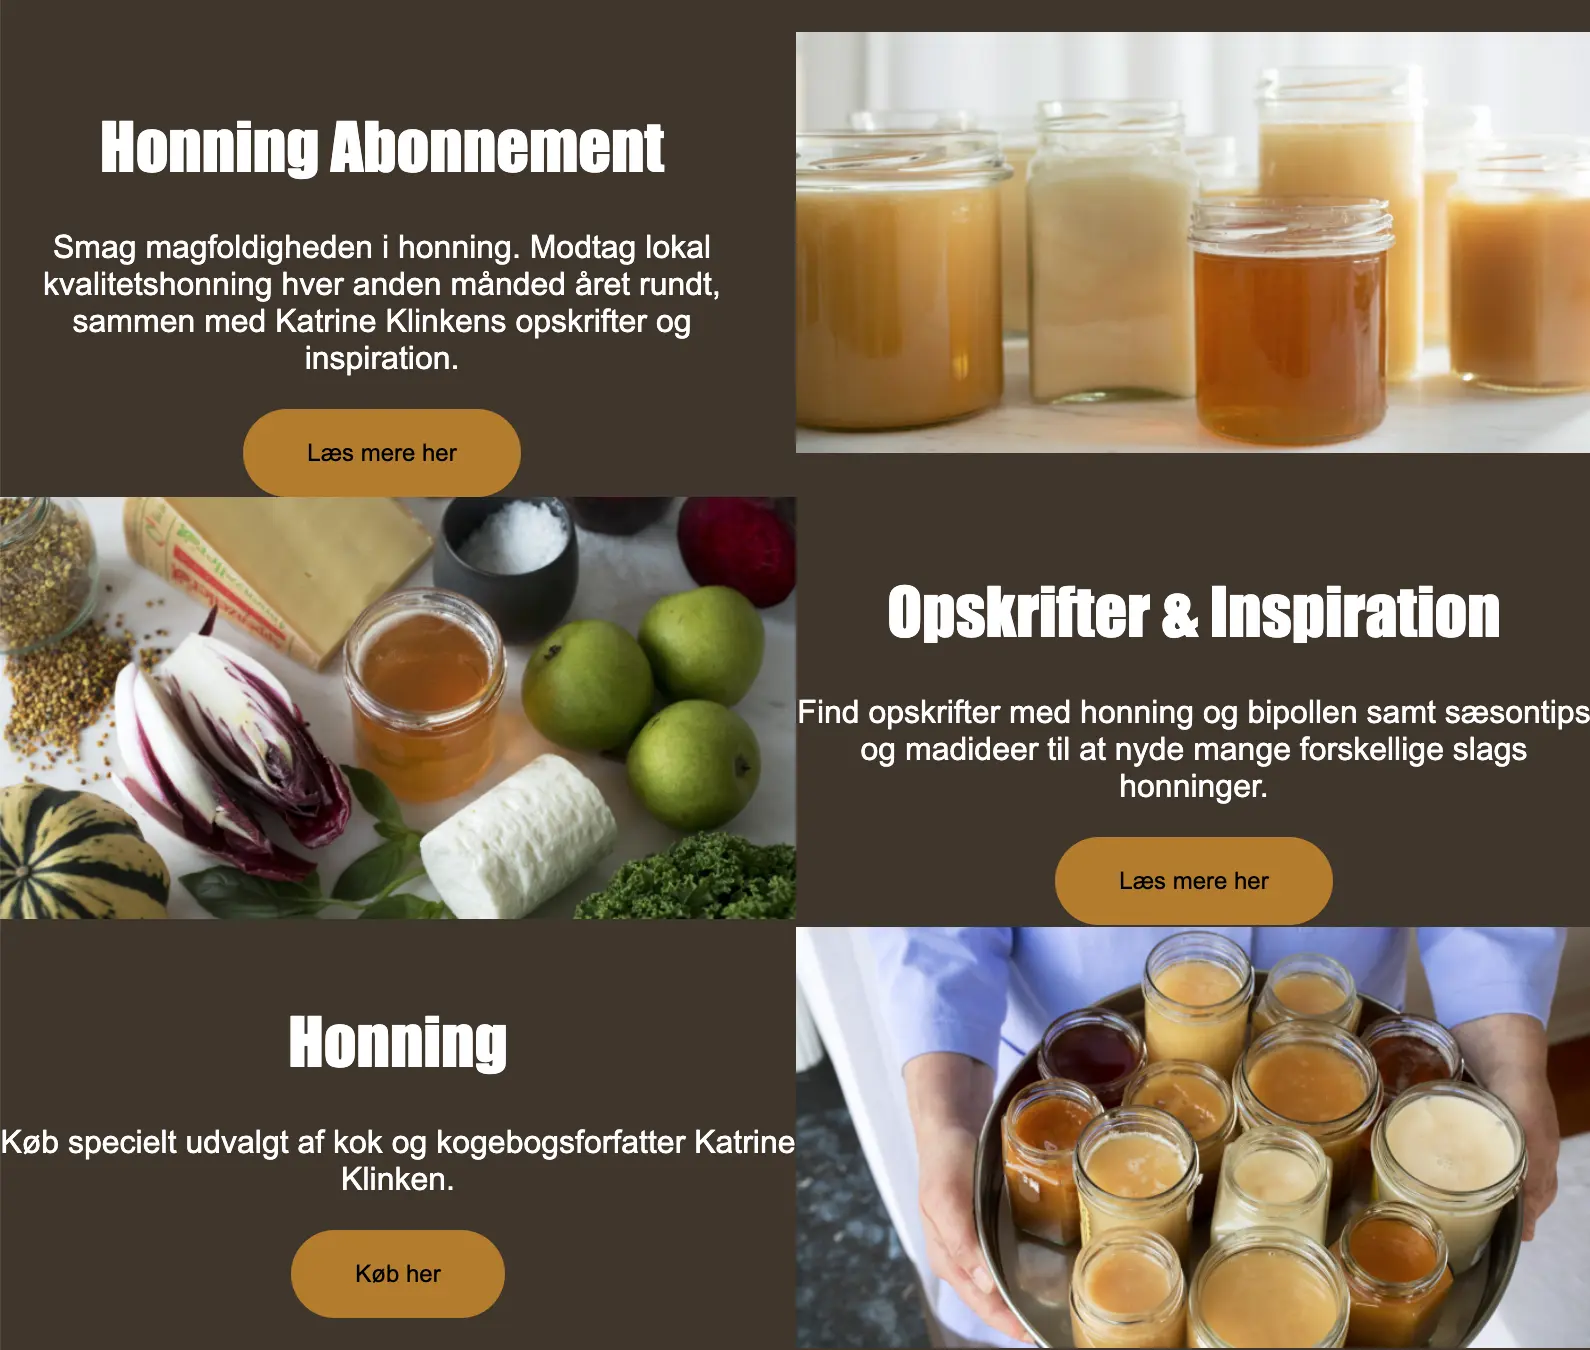 Honning Abonnement
Smag magfoldigheden i honning. Modtag lokal
kvalitetshonning hver anden månded året rundt,
sammen med Katrine Klinkens opskrifter og
inspiration.
Læs mere her
Opskrifter & Inspiration
Find opskrifter med honning og bipollen samt sæsontips
og madideer til at nyde mange forskellige slags
honninger.
Læs mere her
Honning
Køb specielt udvalgt af kok og kogebogsforfatter Katrine
Klinken.
Køb her